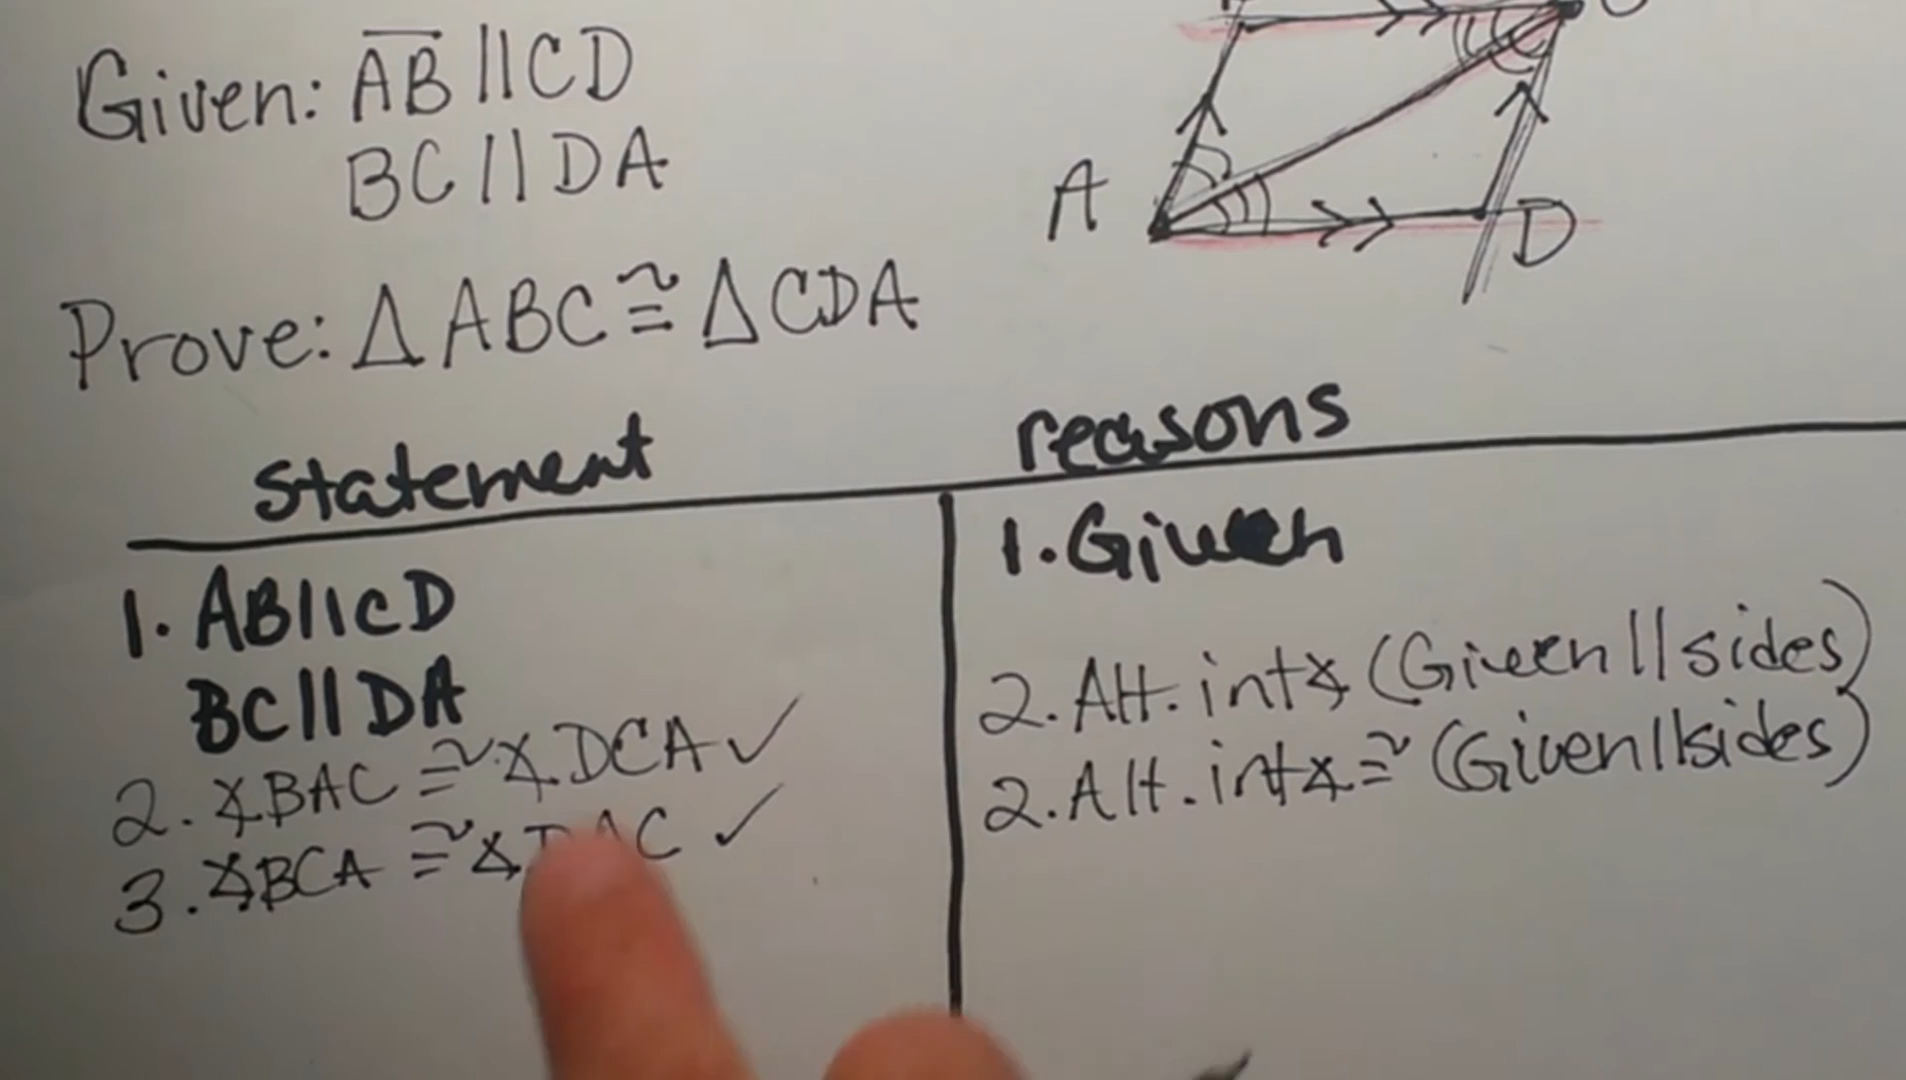 Given: AB || CD
BC || DA
A
D
Prove: Δ ABC ≅ Δ CDA
statement
reasons
1. AB || CD
1. Given
BC || DA
2. ∡BAC ≅ ∡DCA ✓
2. Alt. int ∡ (Given || sides)
3. ∡BCA ≅ ∡ C ✓
2. Alt. int ∡ ≅ (Given || sides)